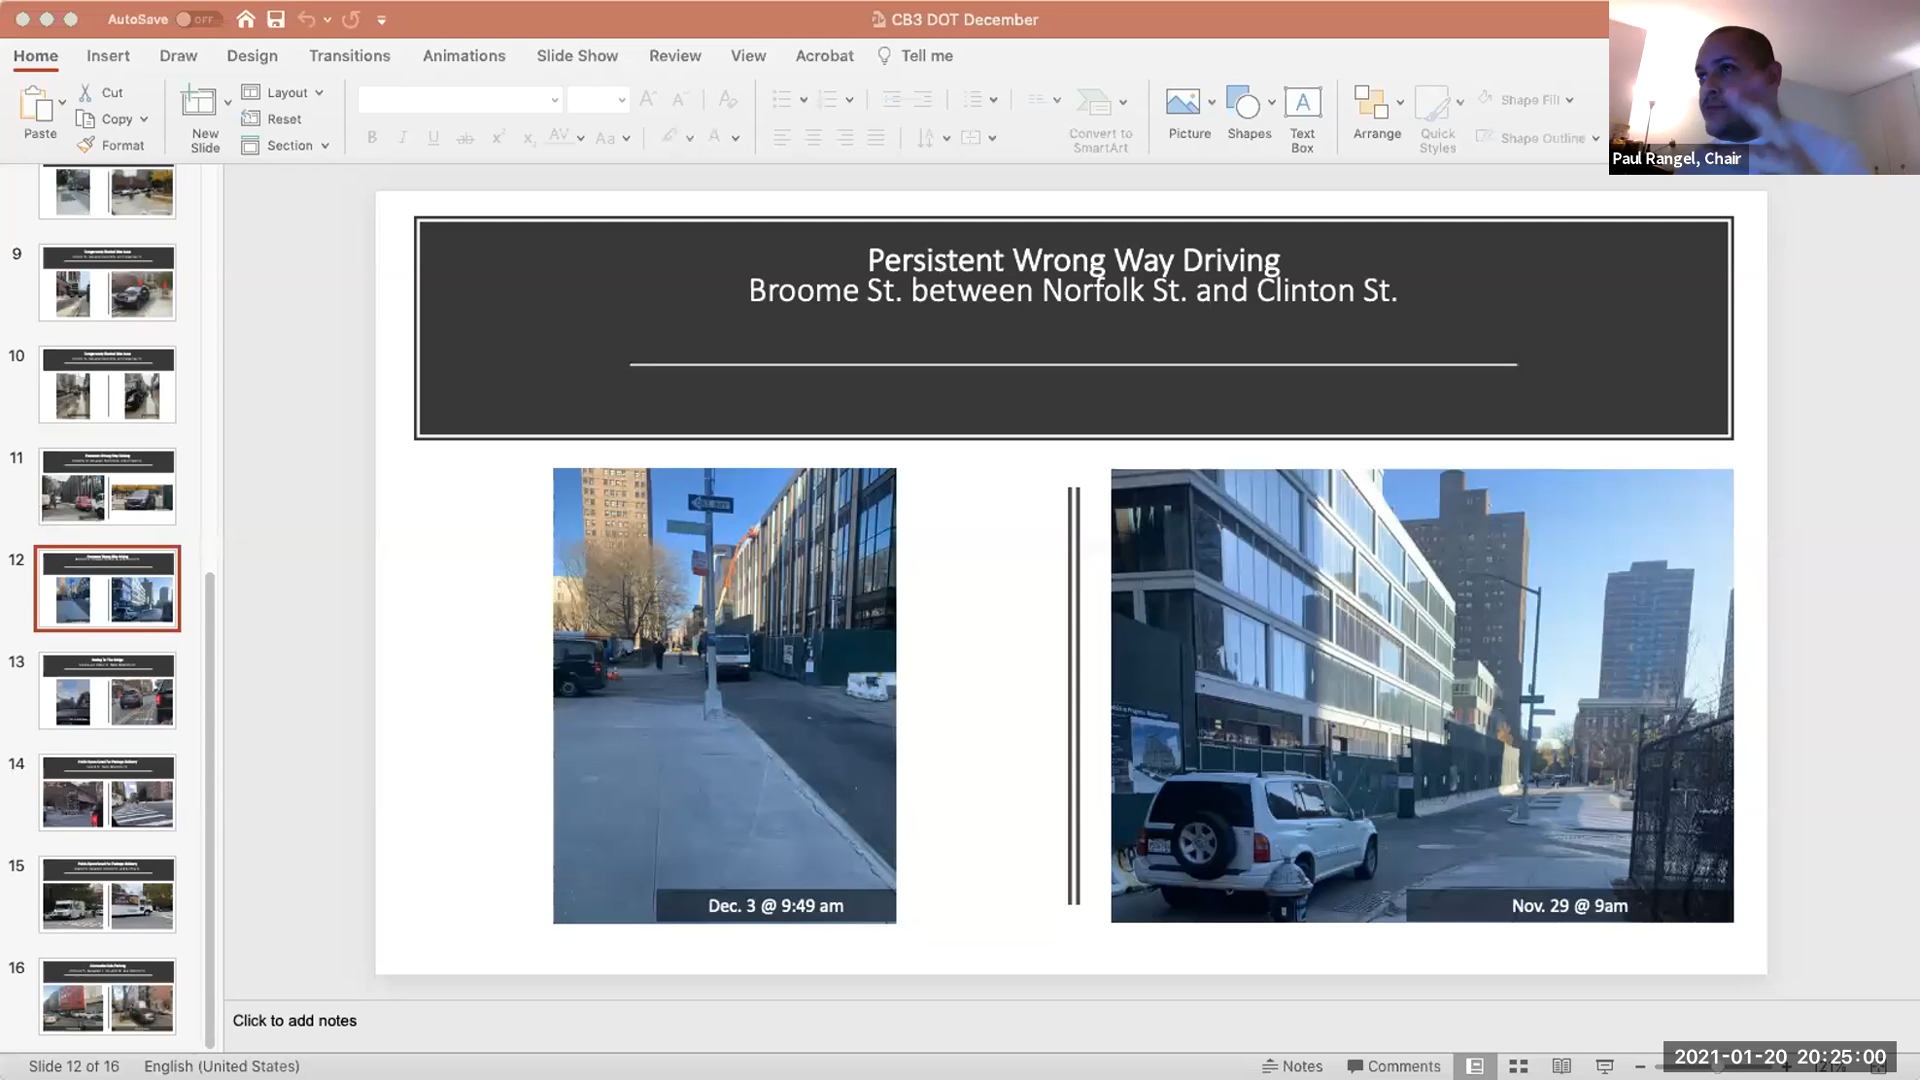 AutoSave OFF
CB3 DOT December
Home Insert Draw Design Transitions Animations Slide Show Review View Acrobat Tell me
Paste
Cut
Copy
Format
New Slide
Layout
Reset
Section
Convert to SmartArt
Picture
Shapes
Text Box
Arrange
Quick Styles
Shape Fill
Shape Outline
Paul Rangel, Chair
Persistent Wrong Way Driving
Broome St. between Norfolk St. and Clinton St.
Dec. 3 @ 9:49 am
Nov. 29 @ 9am
9
10
11
12
13
14
15
16
Click to add notes
Slide 12 of 16 English (United States)
Notes Comments
2021-01-20 20:25:00